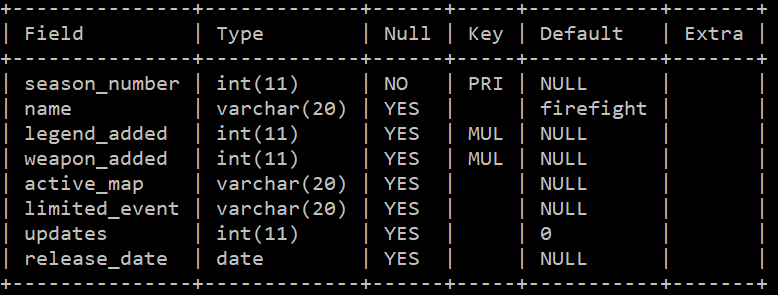 +---------------+-------------+------+-----+-----------+-------+
| Field         | Type        | Null | Key | Default   | Extra |
+---------------+-------------+------+-----+-----------+-------+
| season_number | int(11)     | NO   | PRI | NULL      |       |
| name          | varchar(20) | YES  |     | firefight |       |
| legend_added  | int(11)     | YES  | MUL | NULL      |       |
| weapon_added  | int(11)     | YES  | MUL | NULL      |       |
| active_map    | varchar(20) | YES  |     | NULL      |       |
| limited_event | varchar(20) | YES  |     | NULL      |       |
| updates       | int(11)     | YES  |     | 0         |       |
| release_date  | date        | YES  |     | NULL      |       |
+---------------+-------------+------+-----+-----------+-------+